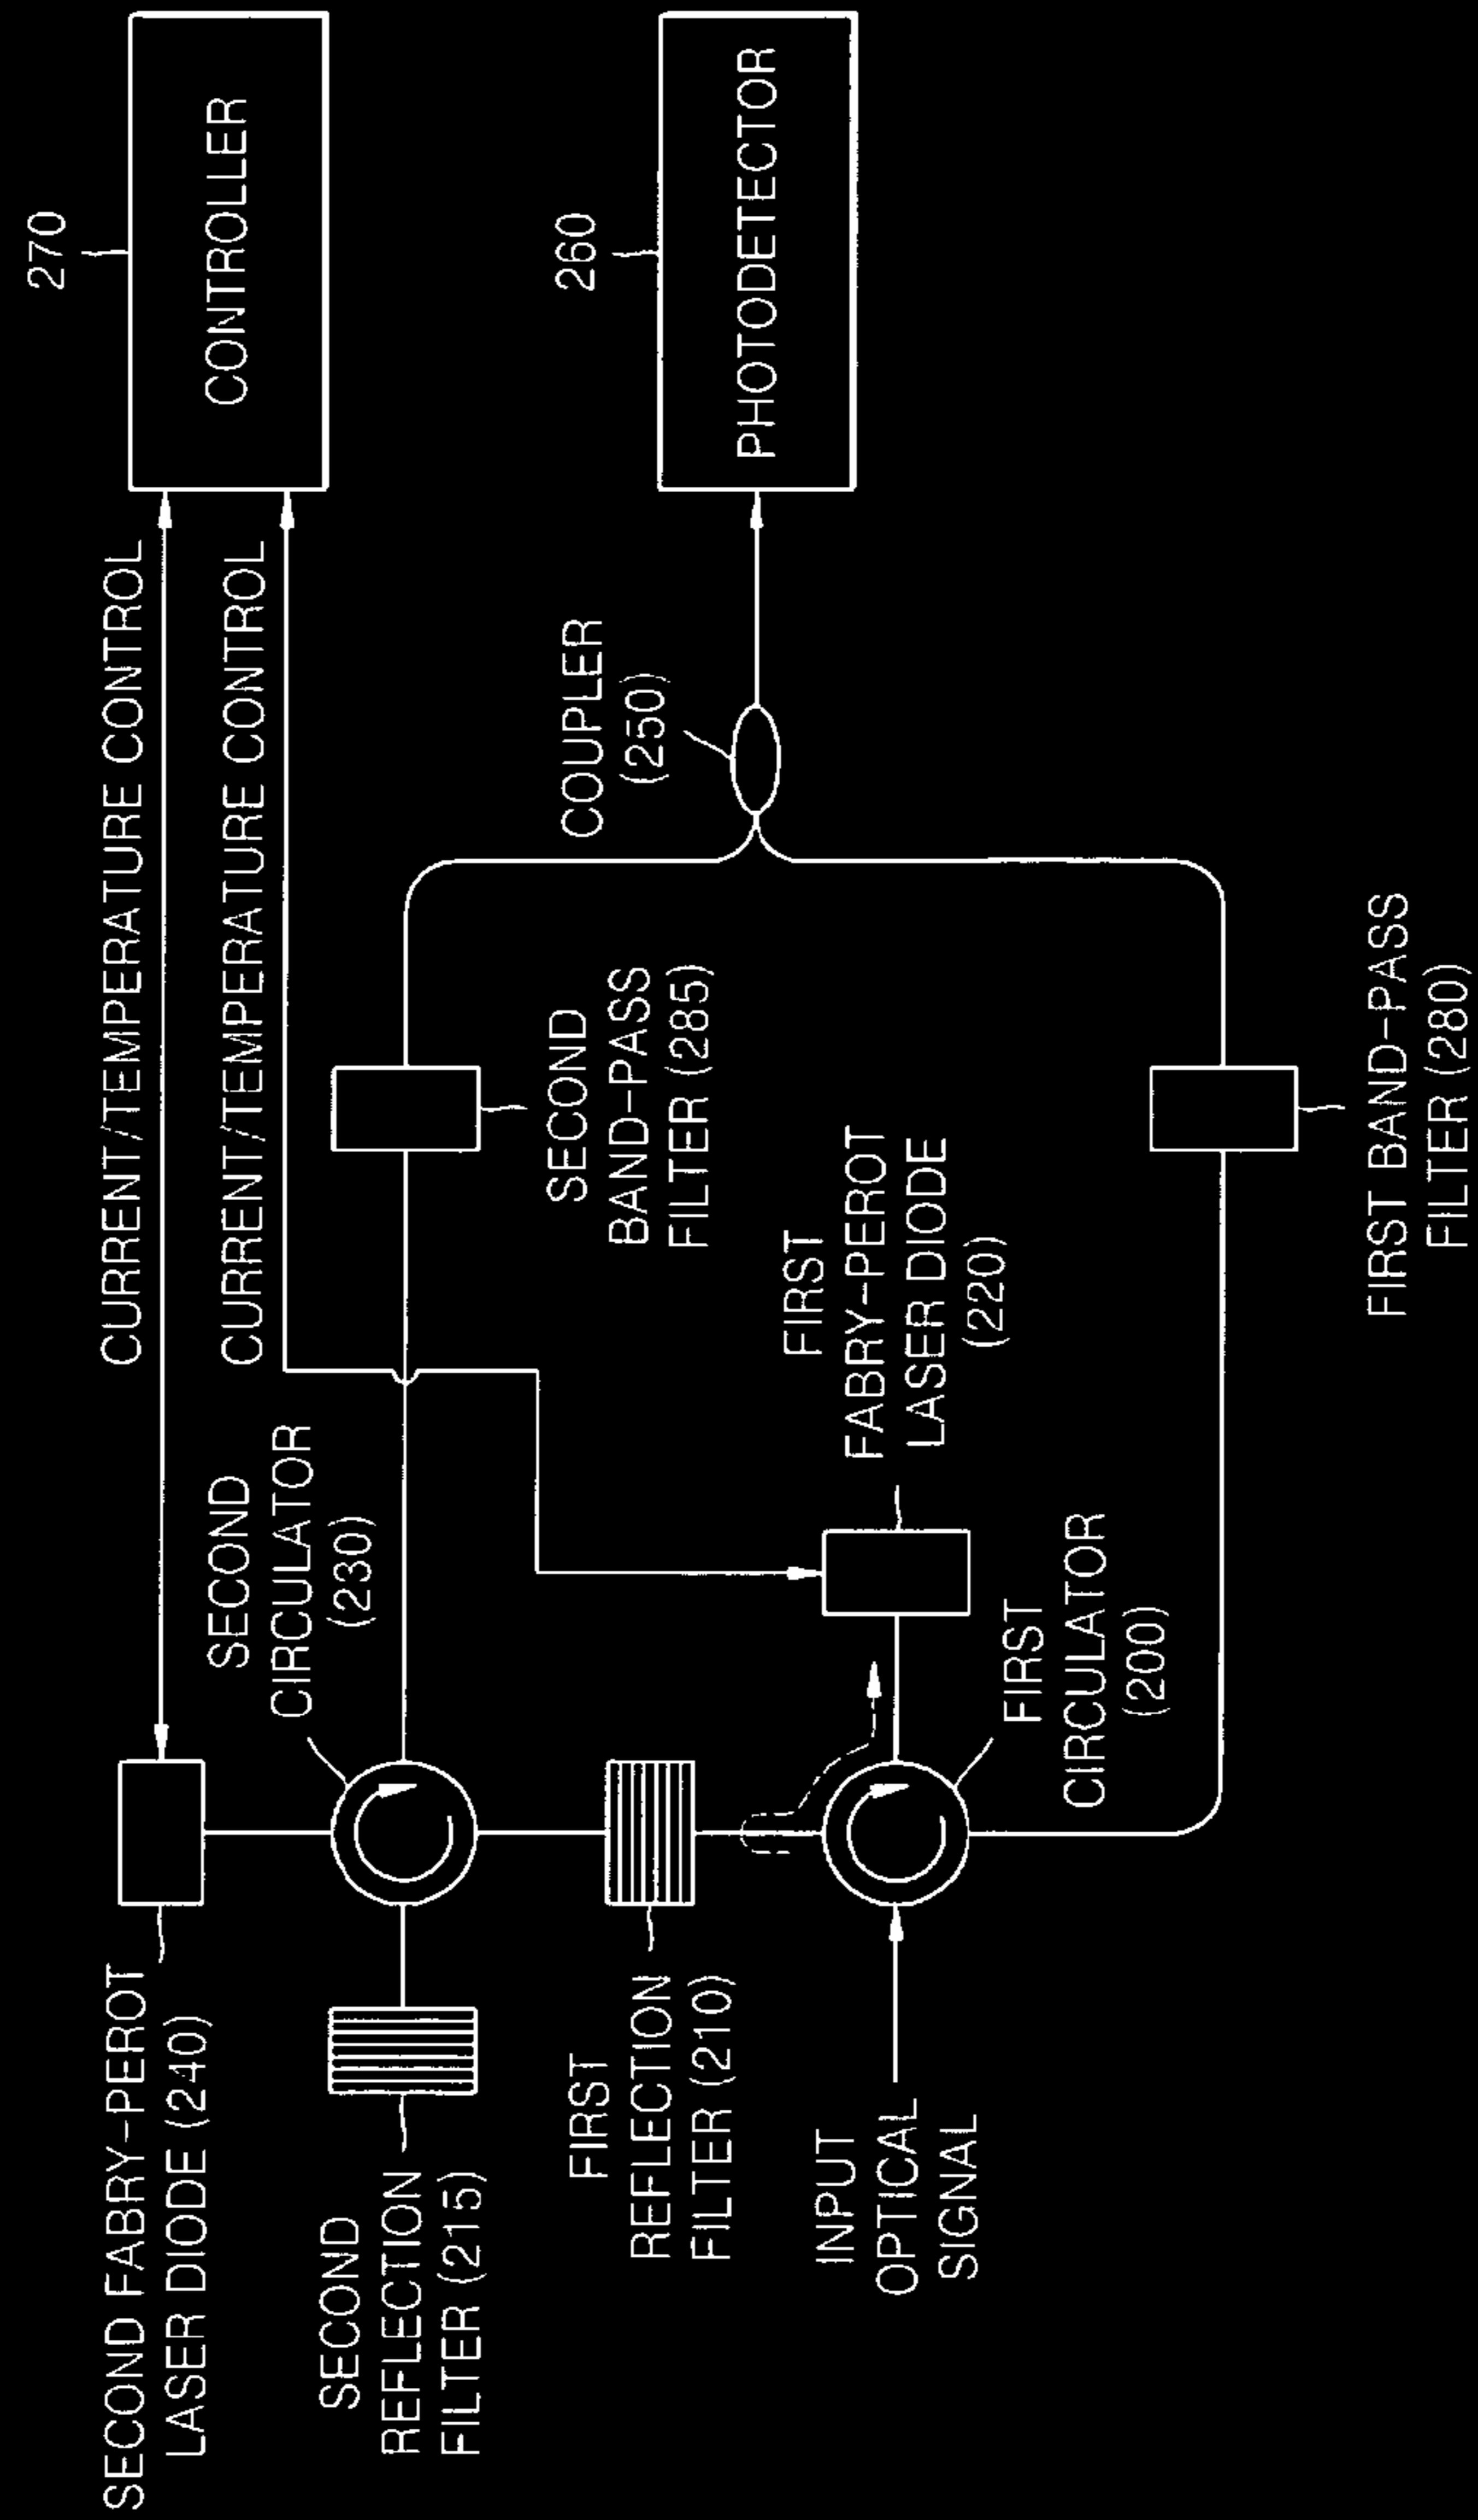 270
CONTROLLER
CURRENT/TEMPERATURE CONTROL
CURRENT/TEMPERATURE CONTROL
SECOND FABRY-PEROT
LASER DIODE (240)
SECOND
CIRCULATOR
(230)
SECOND
REFLECTION
FILTER (215)
260
PHOTODETECTOR
COUPLER
(250)
SECOND
BAND-PASS
FILTER (285)
FIRST
REFLECTION
FILTER (210)
FIRST
FABRY-PEROT
LASER DIODE
(220)
INPUT
OPTICAL
SIGNAL
FIRST
CIRCULATOR
(200)
FIRST BAND-PASS
FILTER (280)